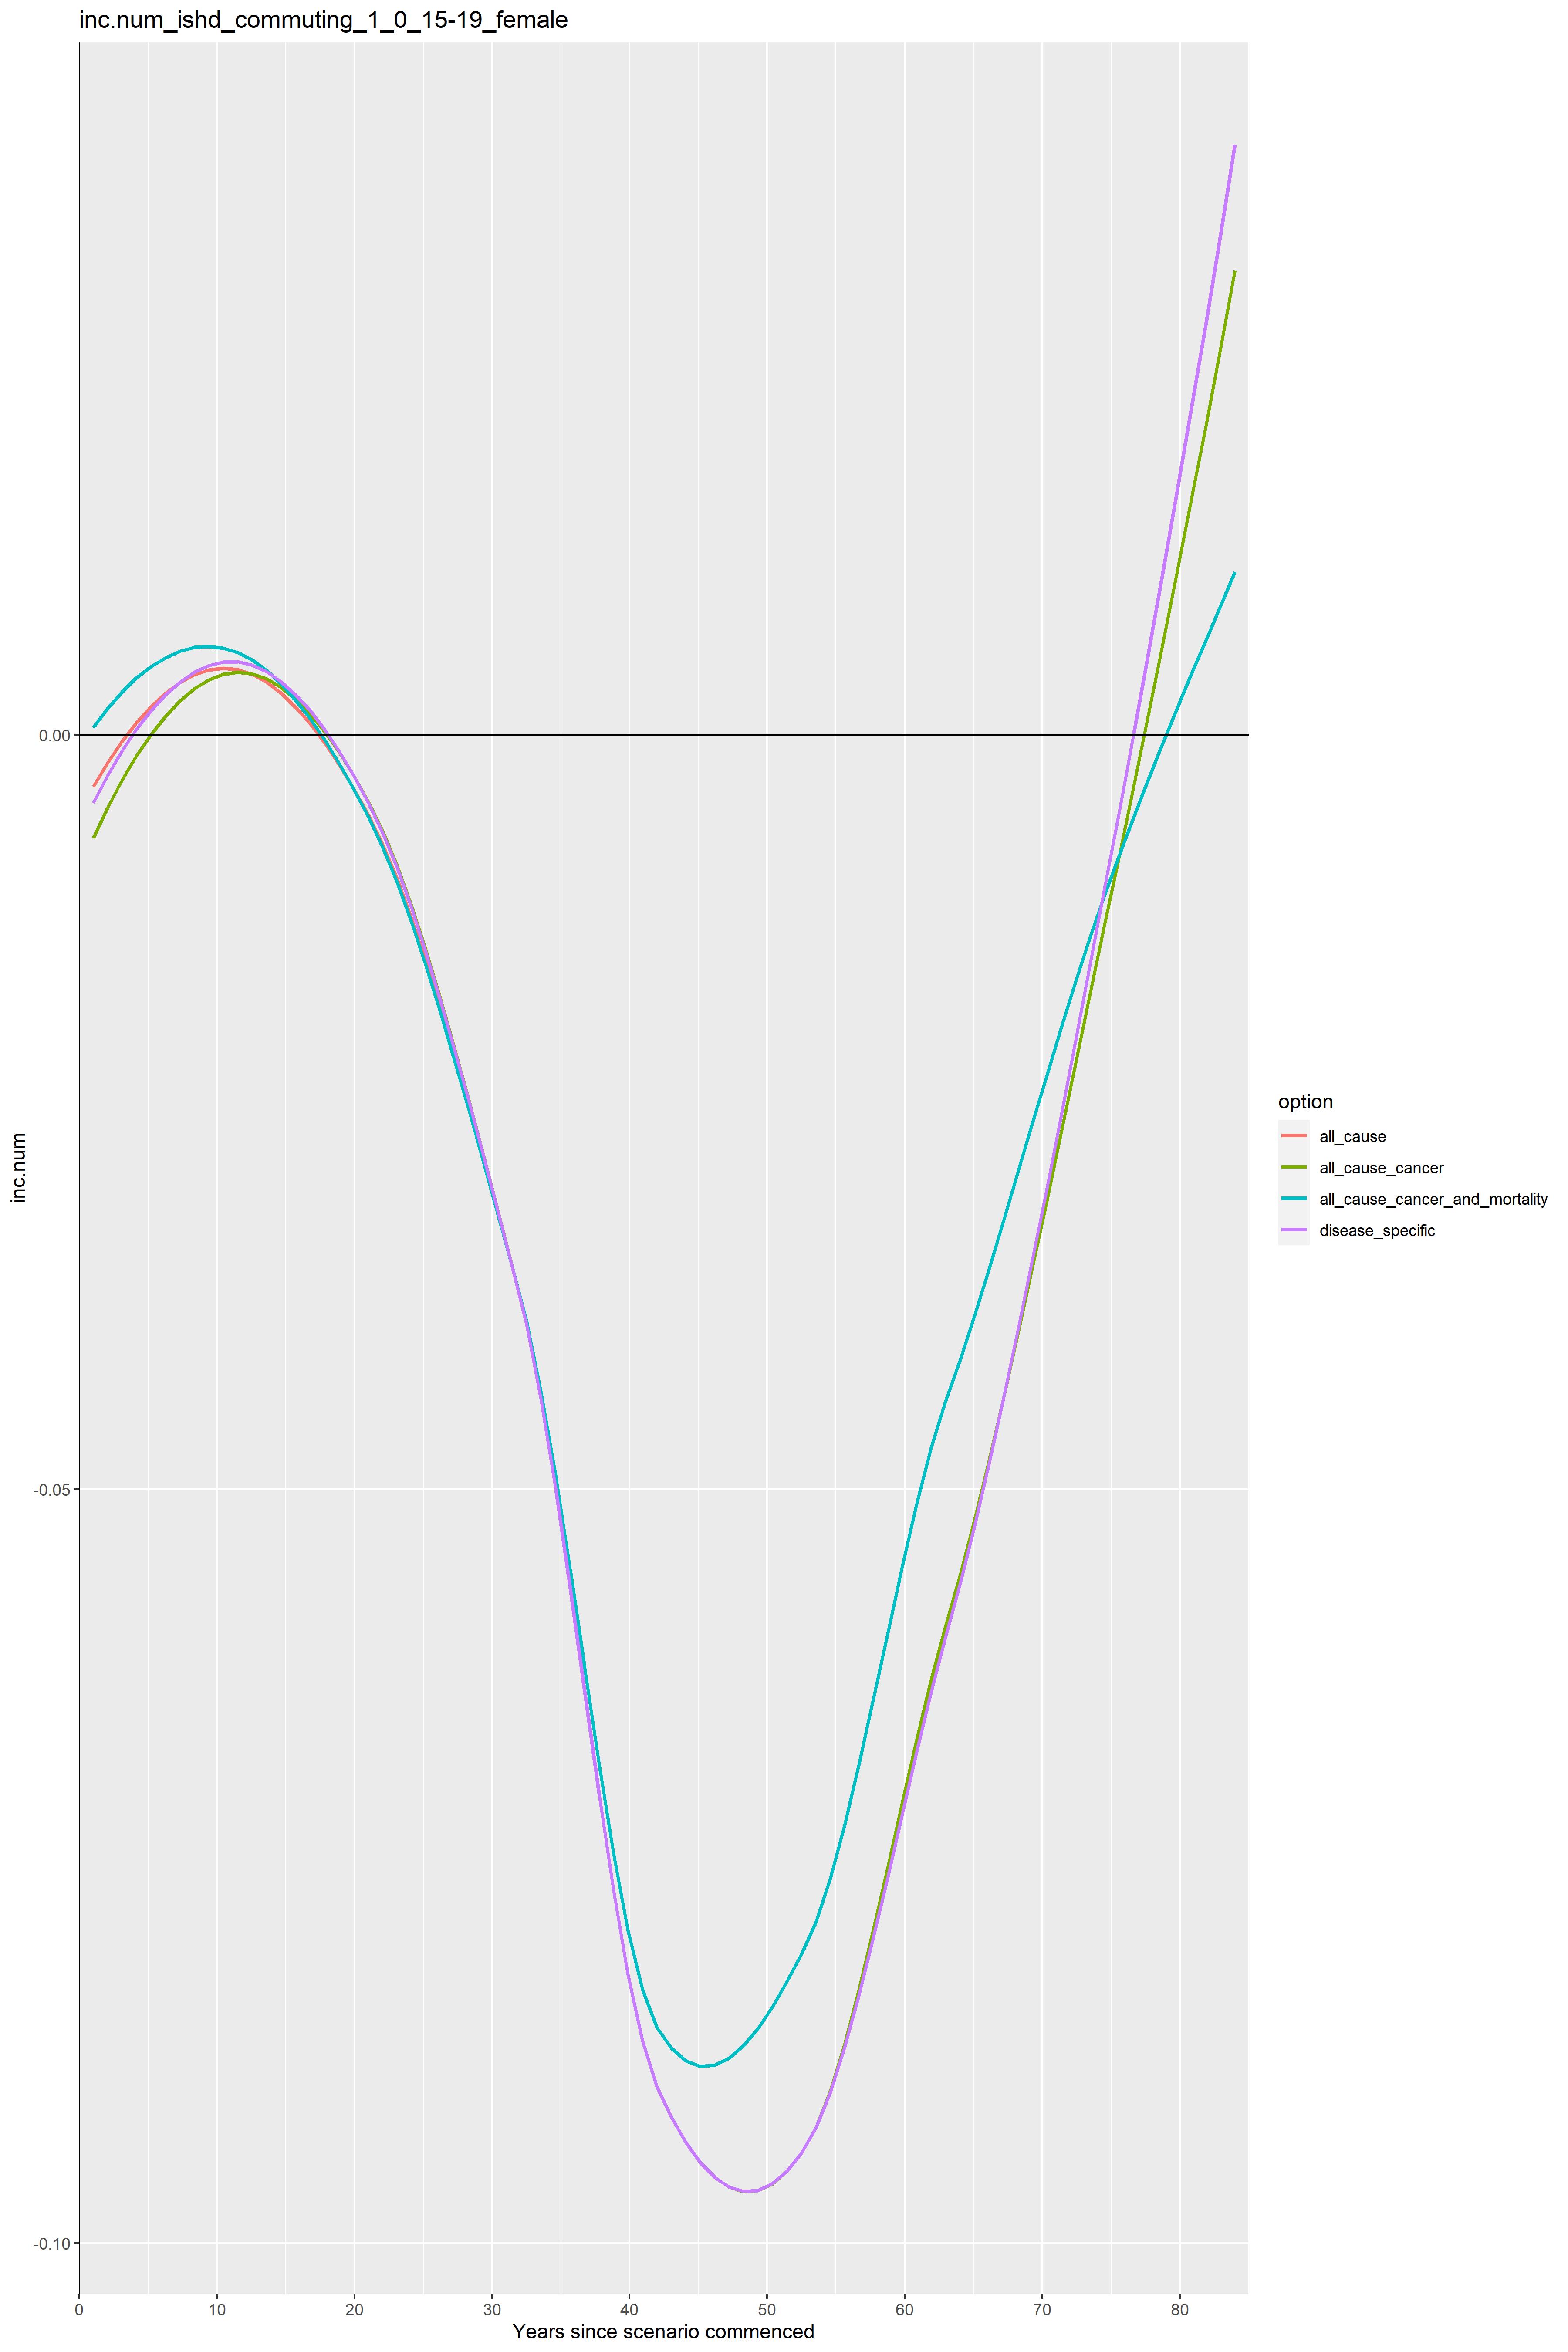 inc.num_ishd_commuting_1_0_15-19_female
0.00
-0.05
-0.10
inc.num
0 10 20 30 40 50 60 70 80
Years since scenario commenced
option
all_cause
all_cause_cancer
all_cause_cancer_and_mortality
disease_specific